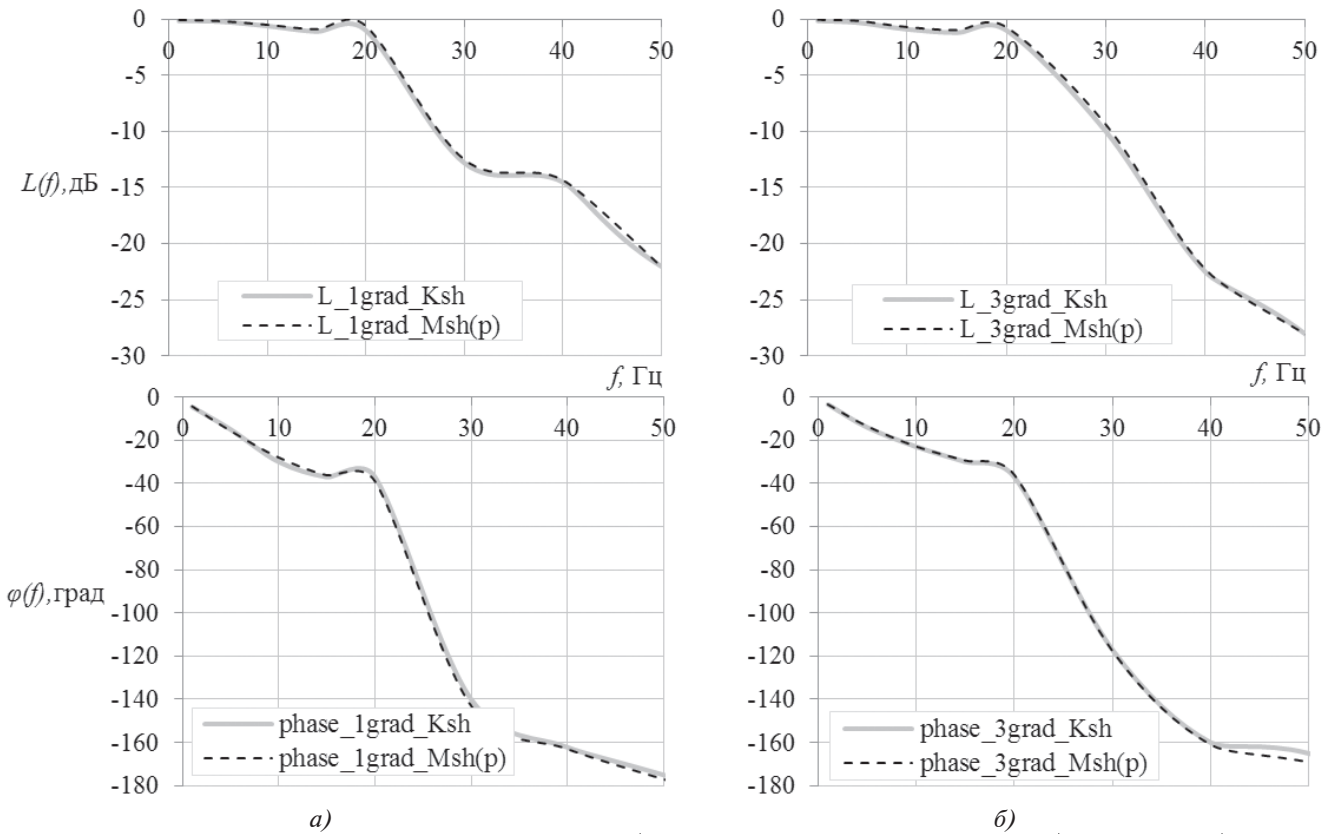 0
0 10 20 30 40 50
-5
-10
L(f), дБ
-15
-20
-25
-30
L_1grad_Ksh
L_1grad_Msh(p)
f, Гц
0
0 10 20 30 40 50
-5
-10
-15
-20
-25
-30
L_3grad_Ksh
L_3grad_Msh(p)
f, Гц
0
0 10 20 30 40 50
-20
-40
-60
-80
φ(f), град
-100
-120
-140
-160
-180
phase_1grad_Ksh
phase_1grad_Msh(p)
а)
0
0 10 20 30 40 50
-20
-40
-60
-80
-100
-120
-140
-160
-180
phase_3grad_Ksh
phase_3grad_Msh(p)
б)